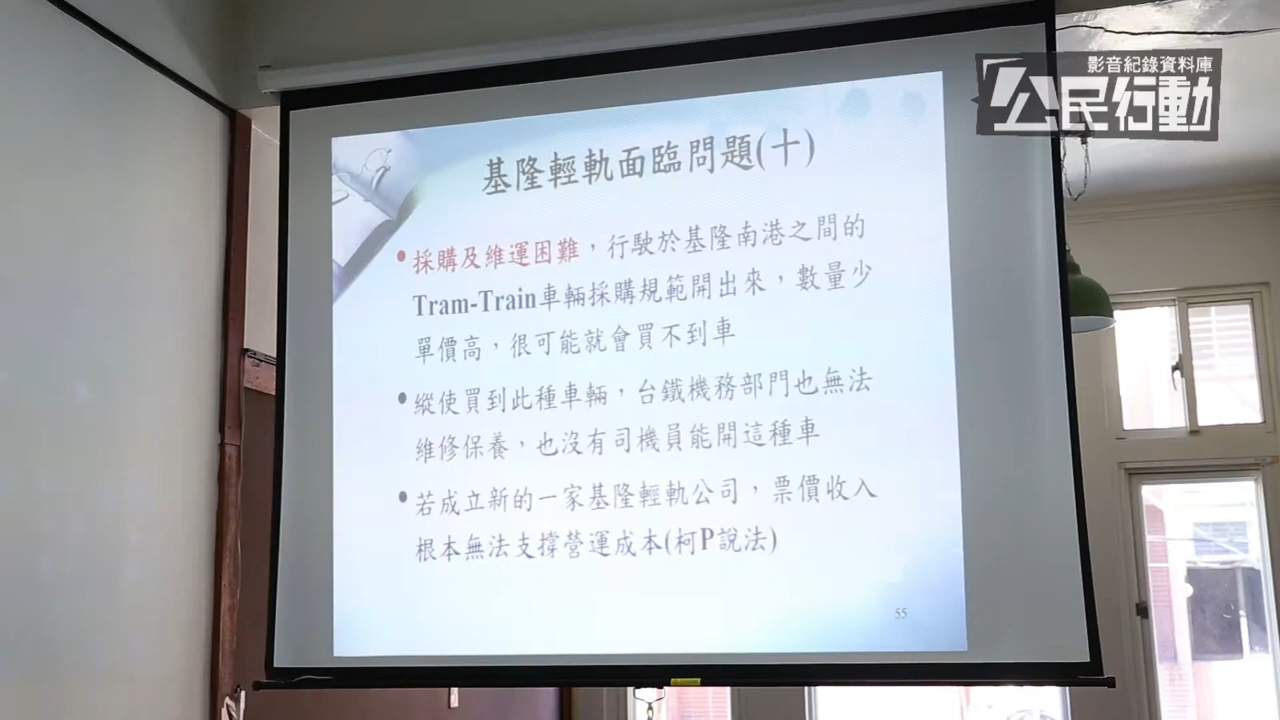 影音紀錄資料庫
公民行動
基隆輕軌面臨問題(十)
•採購及維運困難，行駛於基隆南港之間的
Tram-Train車輛採購規範開出來，數量少
單價高，很可能就會買不到車
•縱使買到此種車輛，台鐵機務部門也無法
維修保養，也沒有司機員能開這種車
•若成立新的一家基隆輕軌公司，票價收入
根本無法支撐營運成本(柯P說法)
55